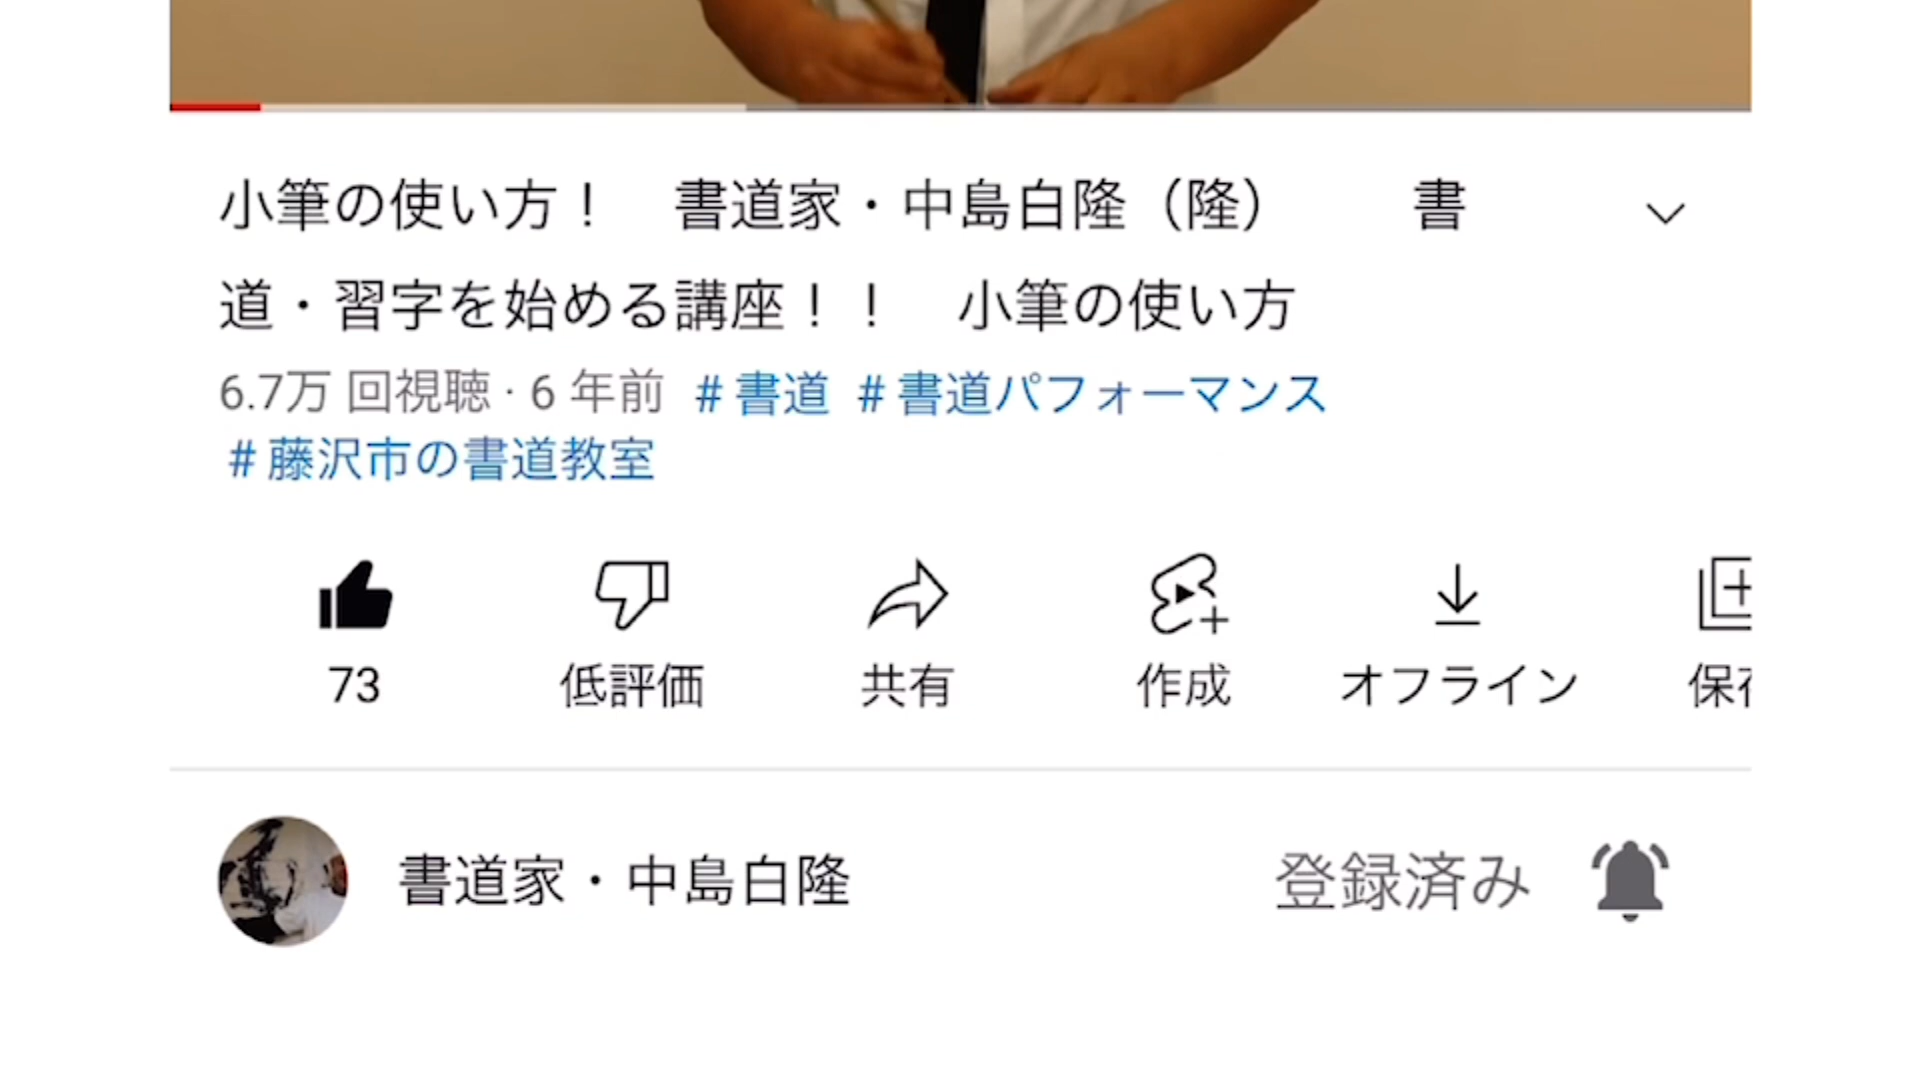 小筆の使い方！　書道家・中島白隆（隆）　　書
道・習字を始める講座！！　小筆の使い方
6.7万 回視聴 · 6 年前 #書道 #書道パフォーマンス
#藤沢市の書道教室
73 低評価 共有 作成 オフライン 保存
書道家・中島白隆 登録済み